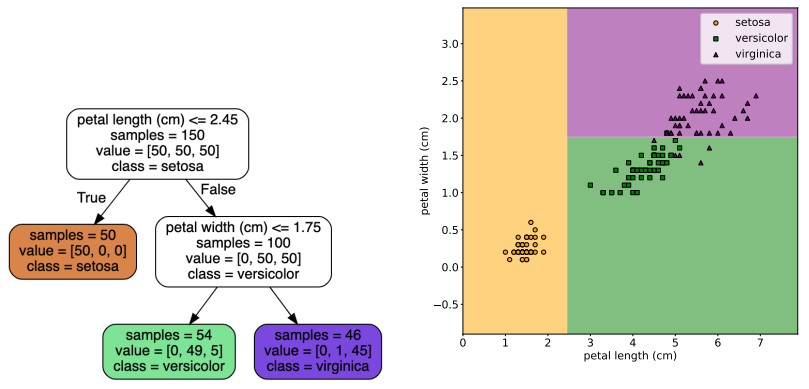 petal length (cm) <= 2.45
samples = 150
value = [50, 50, 50]
class = setosa
True
False
samples = 50
value = [50, 0, 0]
class = setosa
petal width (cm) <= 1.75
samples = 100
value = [0, 50, 50]
class = versicolor
samples = 54
value = [0, 49, 5]
class = versicolor
samples = 46
value = [0, 1, 45]
class = virginica
setosa
versicolor
virginica
petal width (cm)
3.0
2.5
2.0
1.5
1.0
0.5
0.0
−0.5
0 1 2 3 4 5 6 7
petal length (cm)